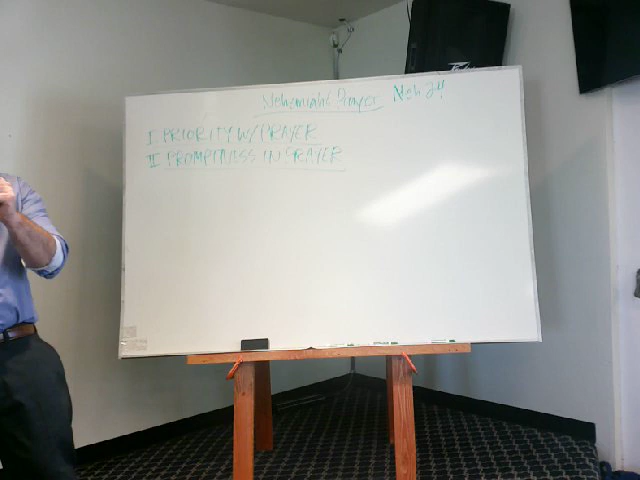 Nehemiah's Prayer Neh 2:4
I PRIORITY W/ PRAYER
II PROMPTNESS IN PRAYER